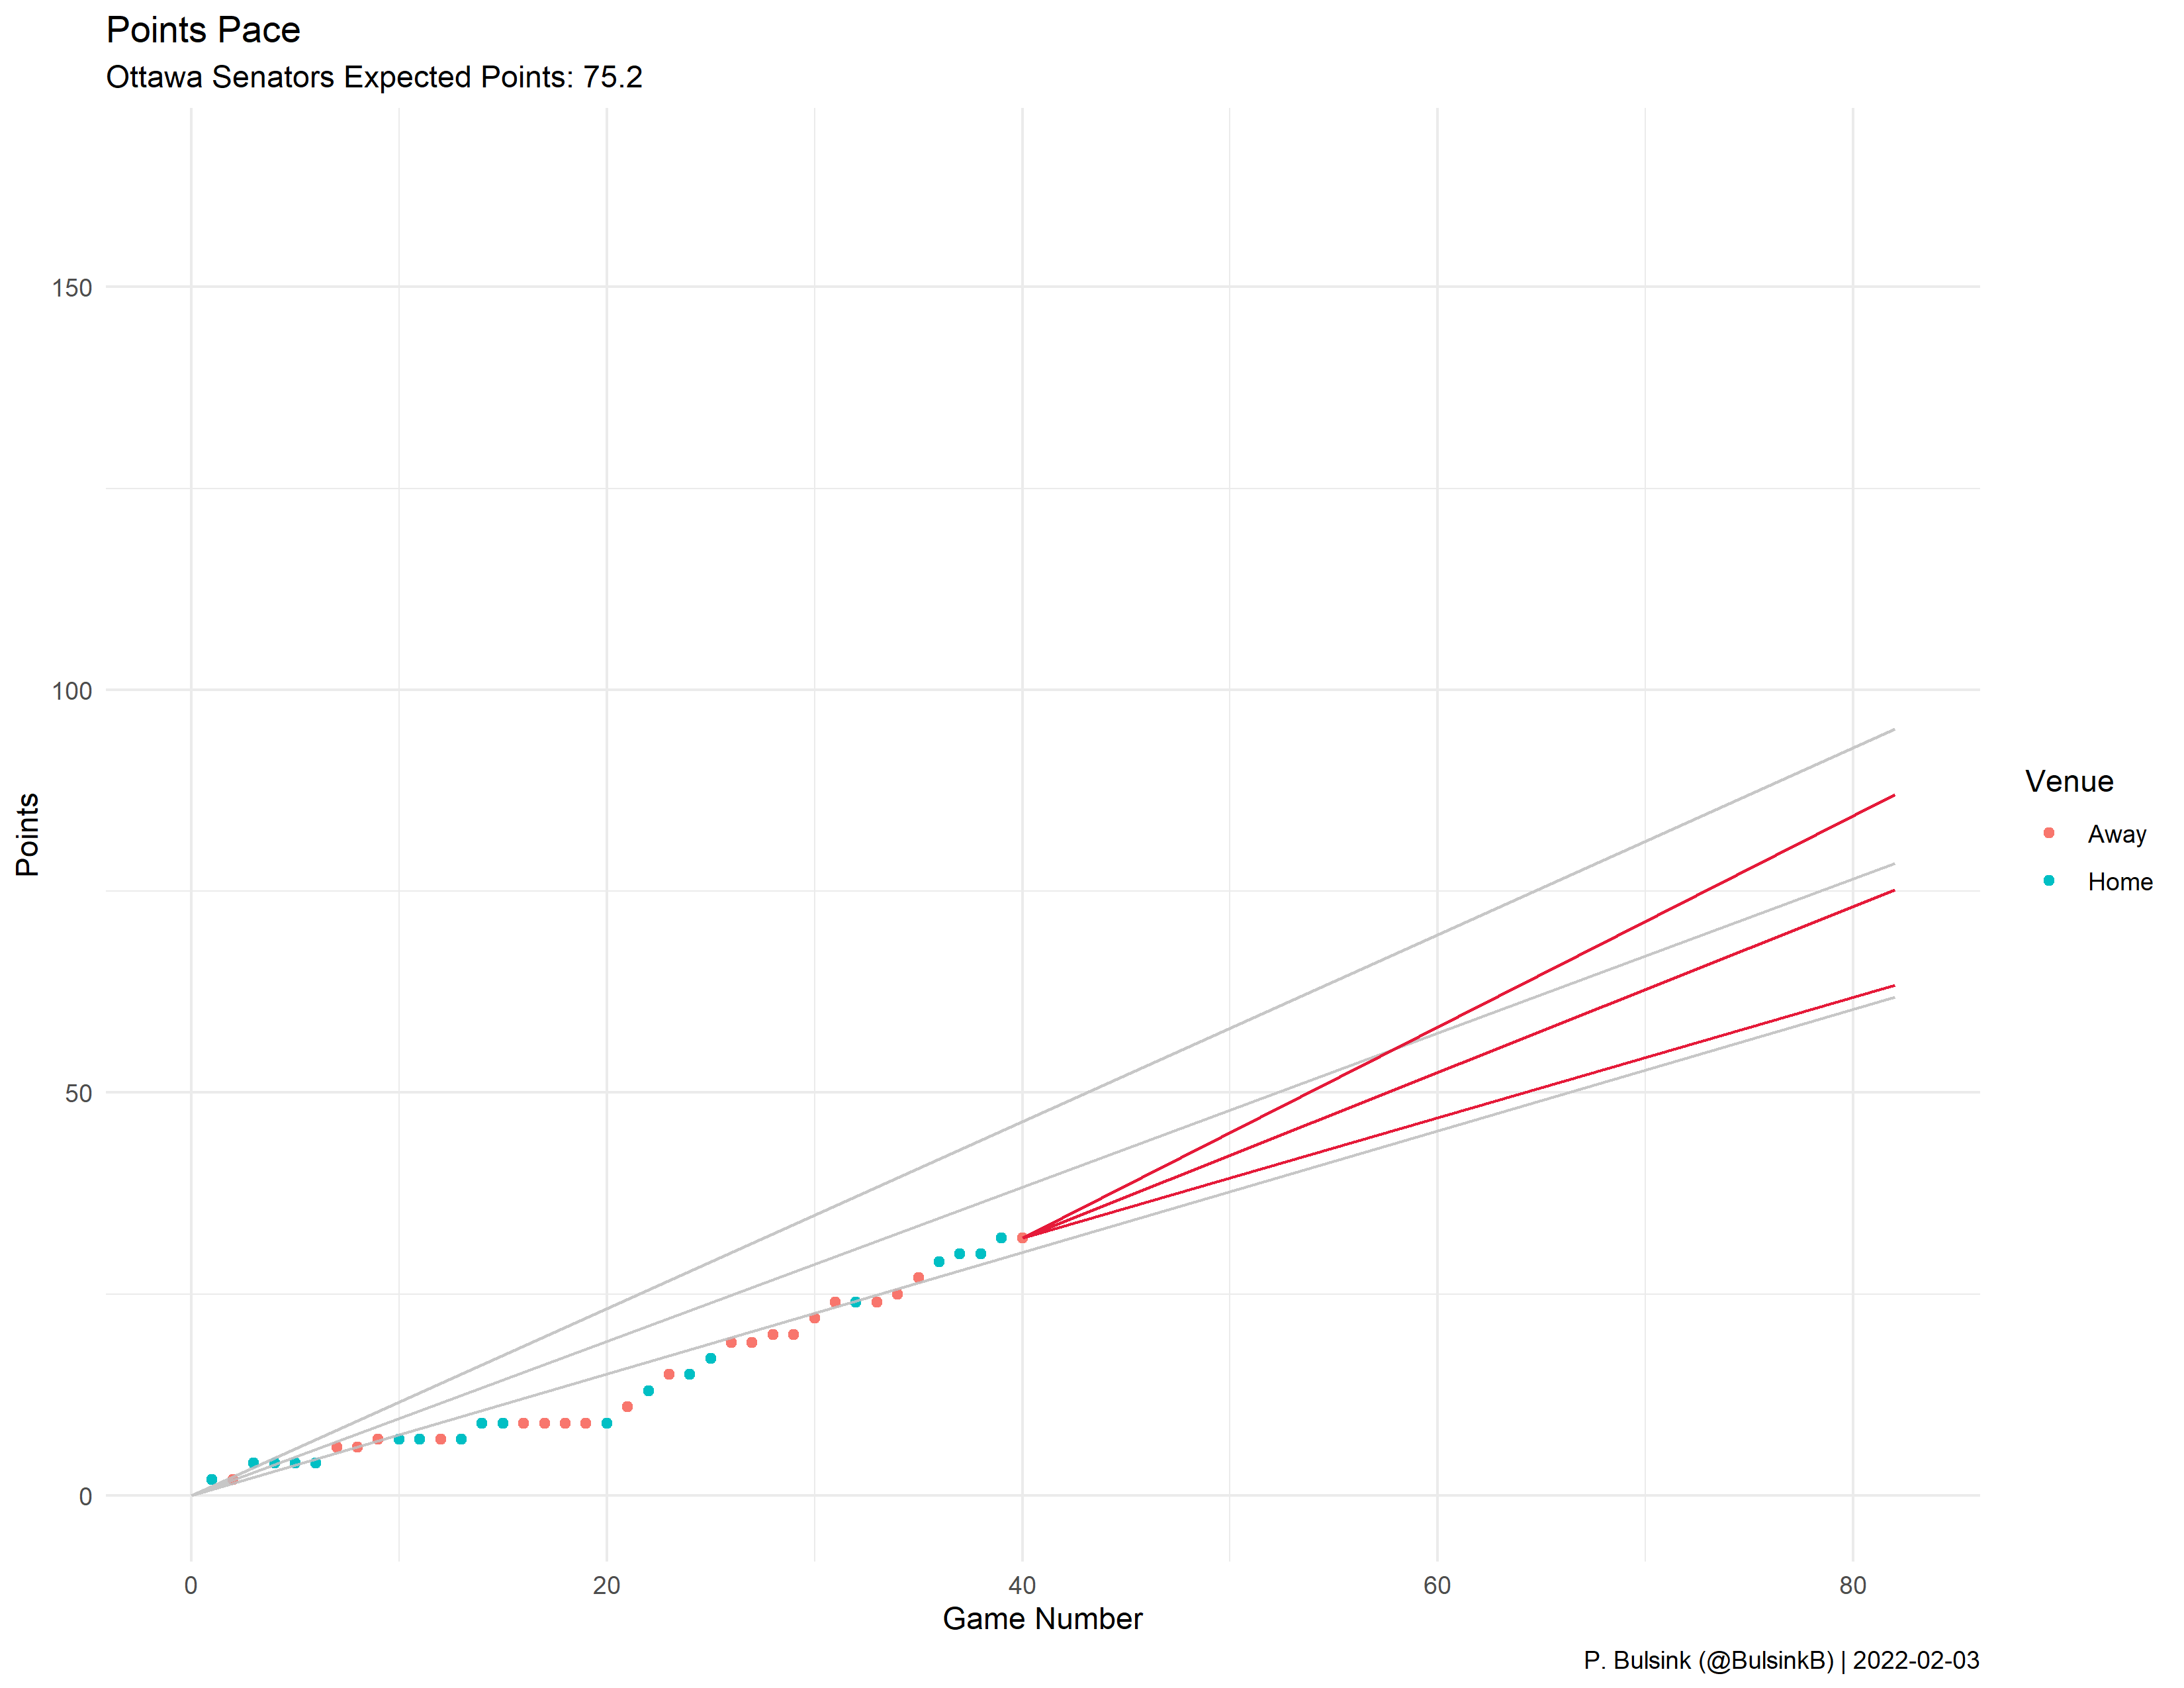 Points Pace
Ottawa Senators Expected Points: 75.2
150
100
50
0
Points
0 20 40 60 80
Game Number
Venue
Away
Home
P. Bulsink (@BulsinkB) | 2022-02-03